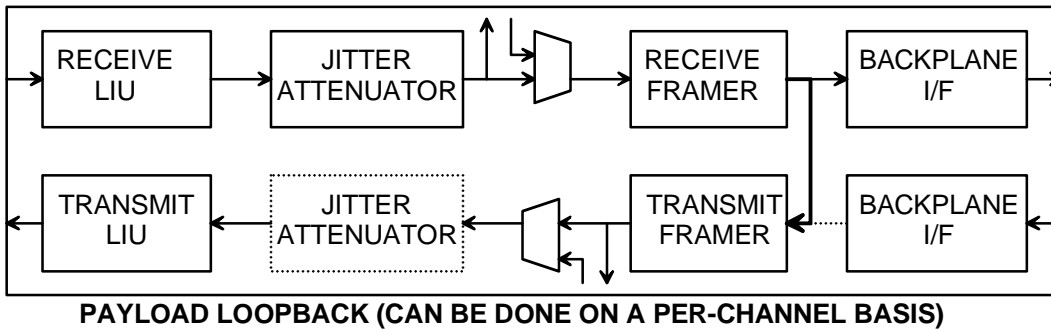 RECEIVE
LIU
JITTER
ATTENUATOR
RECEIVE
FRAMER
BACKPLANE
I/F
TRANSMIT
LIU
JITTER
ATTENUATOR
TRANSMIT
FRAMER
BACKPLANE
I/F
PAYLOAD LOOPBACK (CAN BE DONE ON A PER-CHANNEL BASIS)